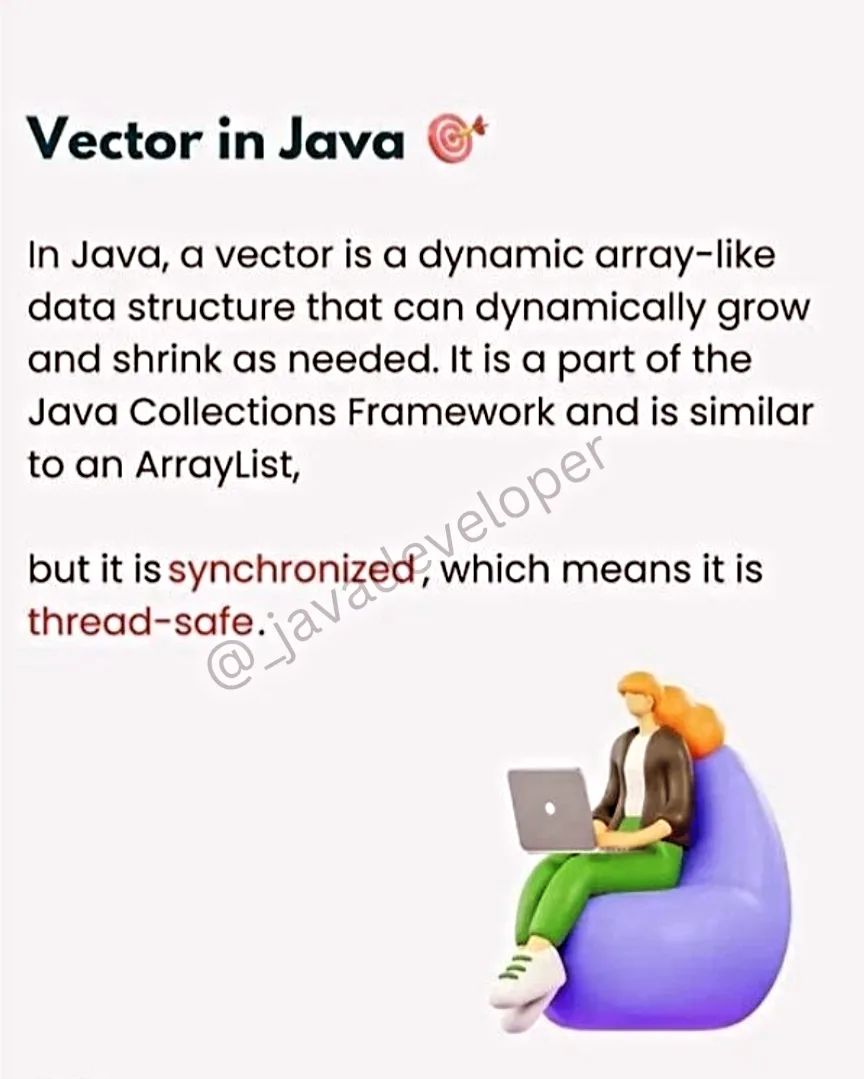 Vector in Java 🎯
In Java, a vector is a dynamic array-like
data structure that can dynamically grow
and shrink as needed. It is a part of the
Java Collections Framework and is similar
to an ArrayList,
but it is synchronized, which means it is
thread-safe.
@_javadeveloper